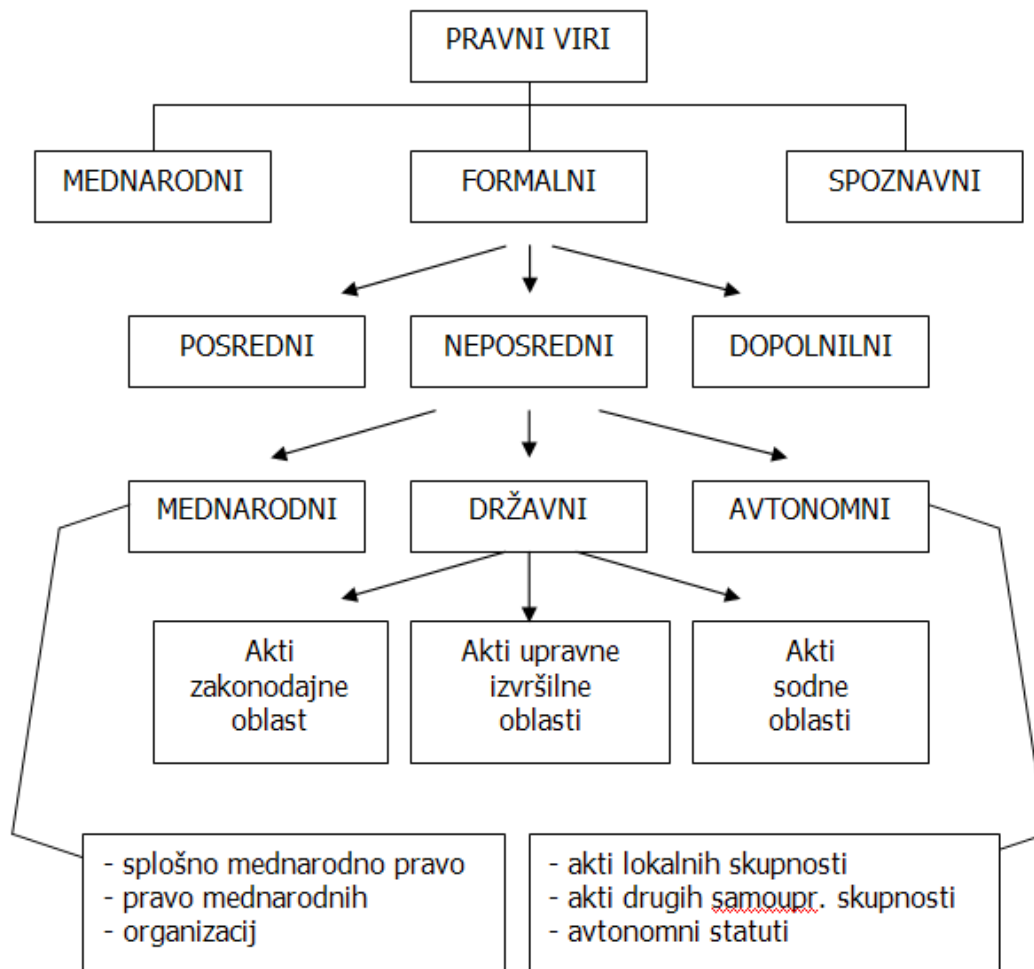 PRAVNI VIRI
MEDNARODNI
FORMALNI
SPOZNAVNI
POSREDNI
NEPOSREDNI
DOPOLNILNI
MEDNARODNI
DRŽAVNI
AVTONOMNI
Akti
zakonodajne
oblast
Akti upravne
izvršilne
oblasti
Akti
sodne
oblasti
- splošno mednarodno pravo
- pravo mednarodnih
- organizacij
- akti lokalnih skupnosti
- akti drugih samoupr. skupnosti
- avtonomni statuti